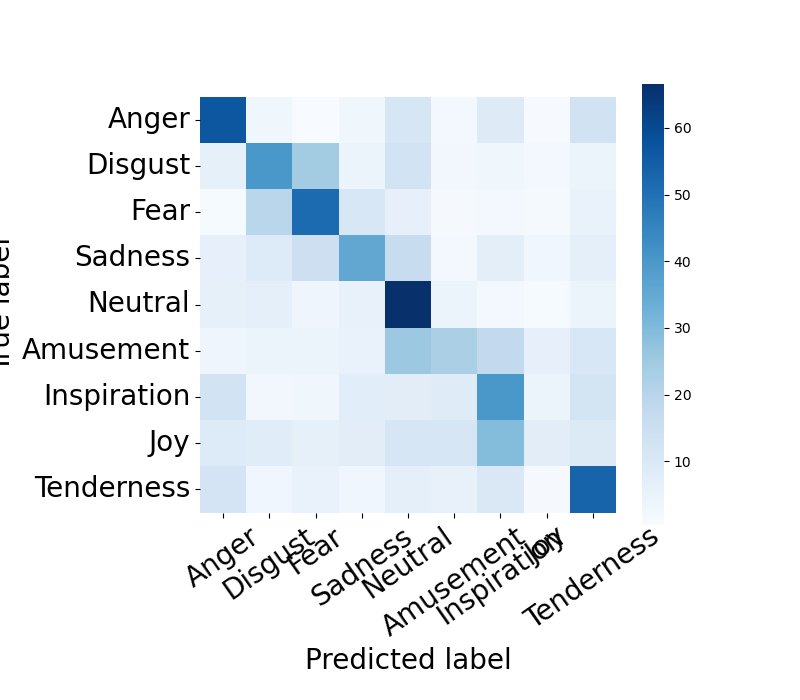 Anger
Disgust
Fear
Sadness
Neutral
Amusement
Inspiration
Joy
Tenderness
label
60
50
40
30
20
10
Anger
Disgust
Fear
Sadness
Neutral
Amusement
Inspiration
Joy
Tenderness
Predicted label